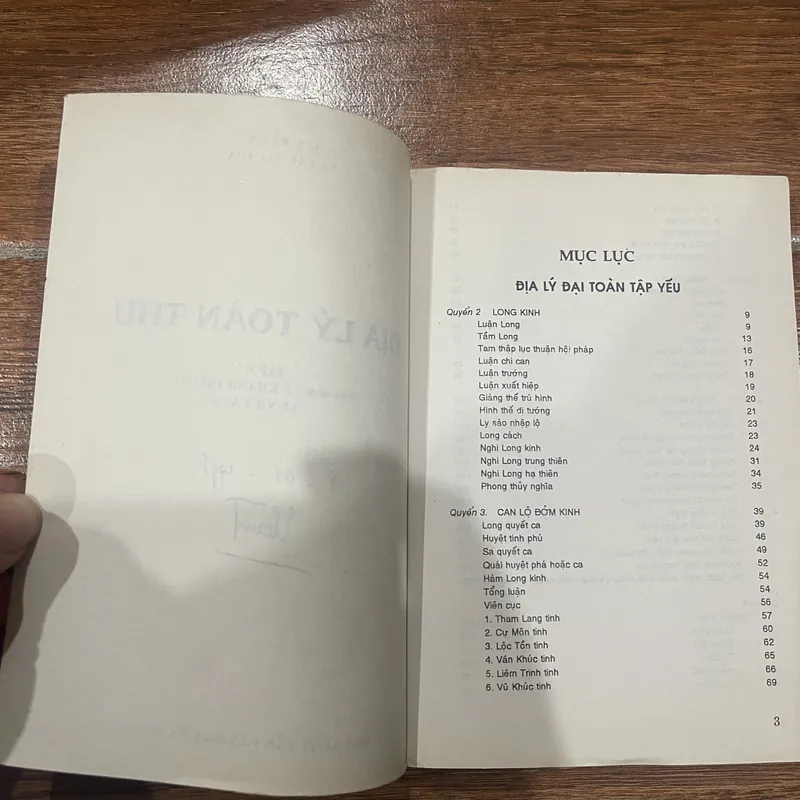 MỤC LỤC
ĐỊA LÝ ĐẠI TOÀN TẬP YẾU
Quyển 2 LONG KINH 9
Luận Long 9
Tầm Long 13
Tam thập lục thuận hội pháp 16
Luận chi can 17
Luận trưởng 18
Luận xuất hiệp 19
Giáng thế trú hình 20
Hình thế di tướng 21
Ly sào nhập lộ 23
Long cách 23
Nghi Long kinh 24
Nghi Long trung thiên 31
Nghi Long hạ thiên 34
Phong thủy nghĩa 35
Quyển 3. CAN LỘ ĐỞM KINH 39
Long quyết ca 39
Huyệt tinh phú 46
Sa quyết ca 49
Quái huyệt phá hoặc ca 52
Hám Long kinh 54
Tổng luận 54
Viên cục 56
1. Tham Lang tinh 57
2. Cự Môn tinh 60
3. Lộc Tồn tinh 62
4. Văn Khúc tinh 65
5. Liêm Trinh tinh 66
6. Vũ Khúc tinh 69
3
ĐỊA LÝ TOÀN THƯ